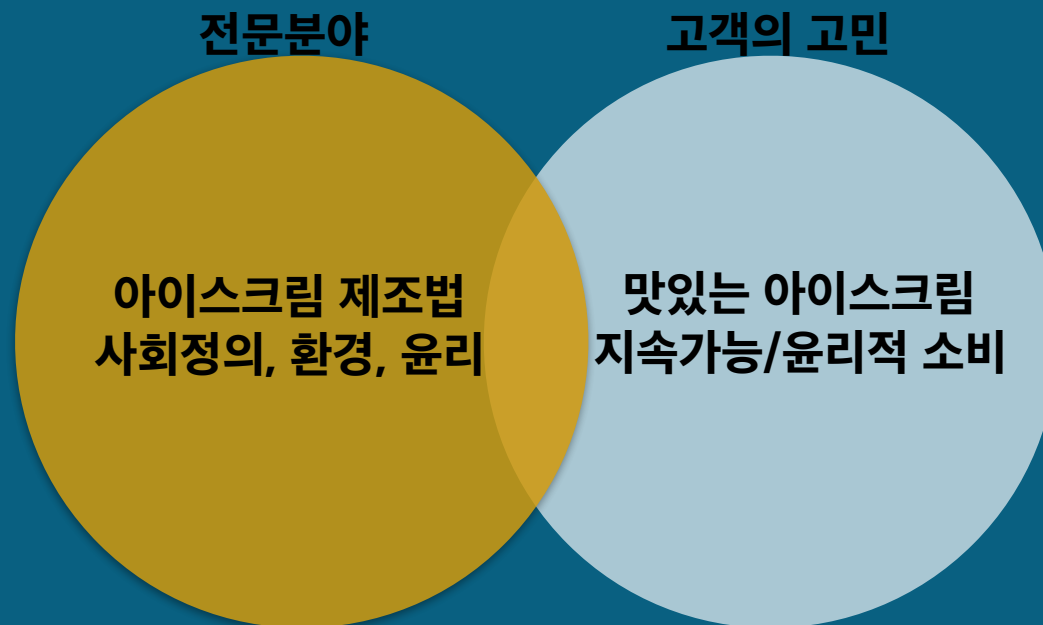 전문분야
고객의 고민
아이스크림 제조법
사회정의, 환경, 윤리
맛있는 아이스크림
지속가능/윤리적 소비